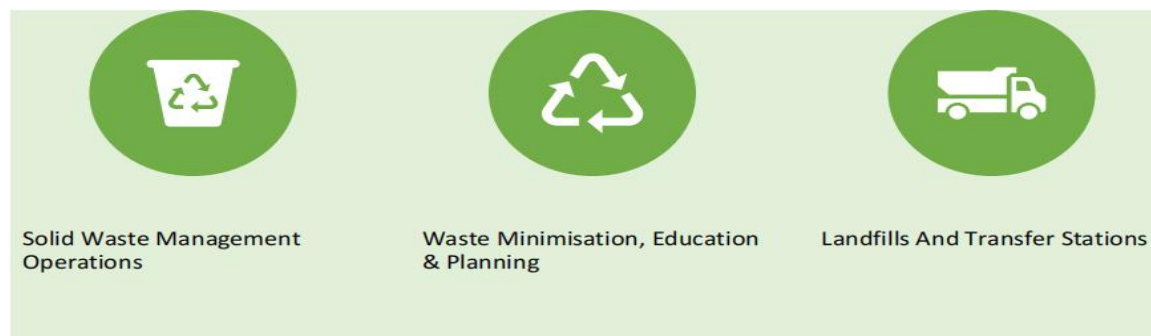 Solid Waste Management
Operations
Waste Minimisation, Education
& Planning
Landfills And Transfer Stations